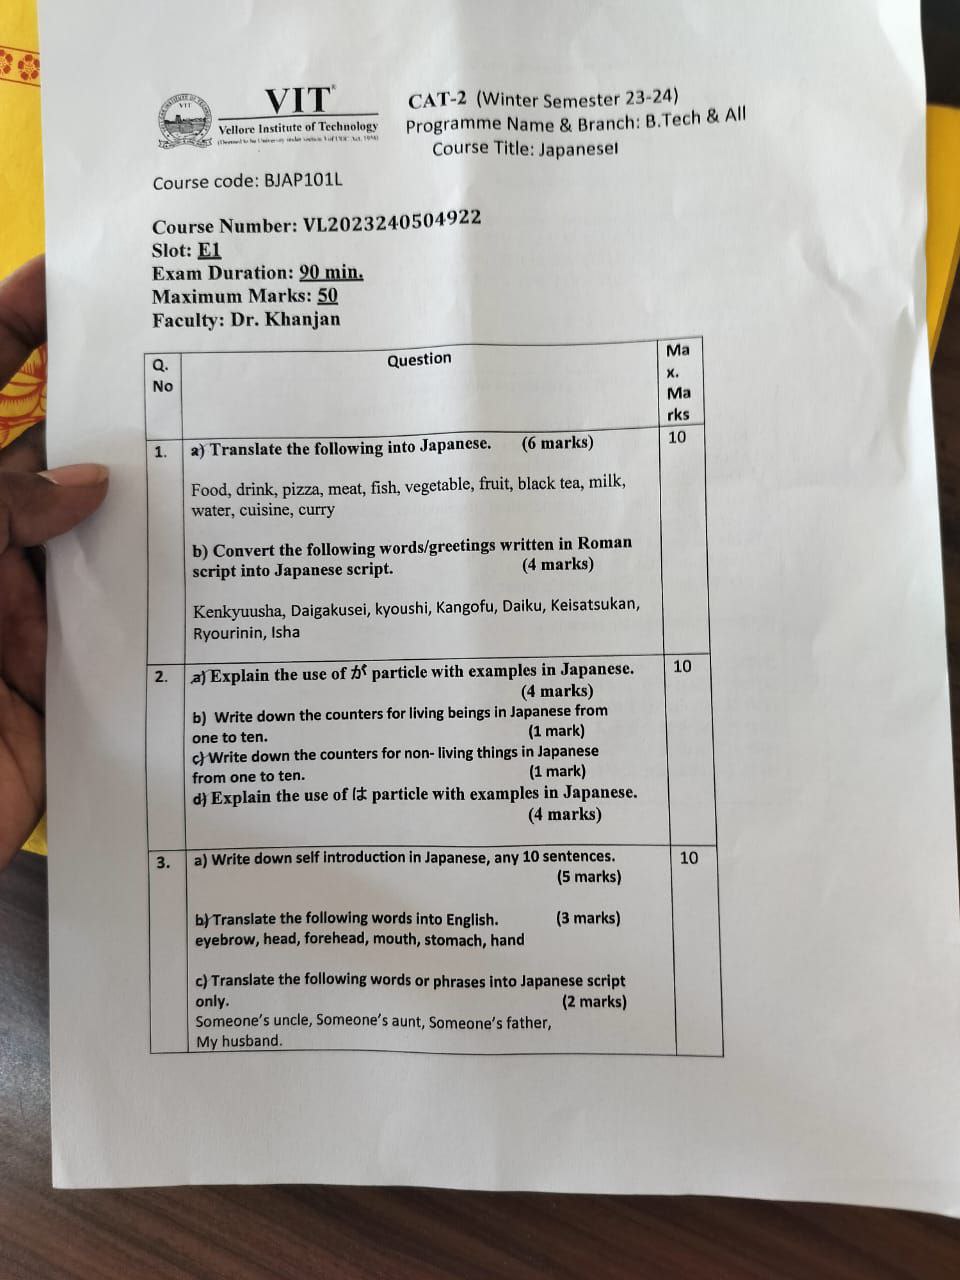 VIT
Vellore Institute of Technology
(Deemed to be University under section 3 of UGC Act, 1956)
CAT-2 (Winter Semester 23-24)
Programme Name & Branch: B.Tech & All
Course Title: JapaneseI
Course code: BJAP101L
Course Number: VL2023240504922
Slot: E1
Exam Duration: 90 min.
Maximum Marks: 50
Faculty: Dr. Khanjan
Q.
No
Question
Ma
x.
Ma
rks
1.
a) Translate the following into Japanese. (6 marks)
10
Food, drink, pizza, meat, fish, vegetable, fruit, black tea, milk,
water, cuisine, curry
b) Convert the following words/greetings written in Roman
script into Japanese script. (4 marks)
Kenkyuusha, Daigakusei, kyoushi, Kangofu, Daiku, Keisatsukan,
Ryourinin, Isha
2.
a) Explain the use of が particle with examples in Japanese.
10
(4 marks)
b) Write down the counters for living beings in Japanese from
one to ten. (1 mark)
c) Write down the counters for non- living things in Japanese
from one to ten. (1 mark)
d) Explain the use of は particle with examples in Japanese.
(4 marks)
3.
a) Write down self introduction in Japanese, any 10 sentences.
10
(5 marks)
b) Translate the following words into English. (3 marks)
eyebrow, head, forehead, mouth, stomach, hand
c) Translate the following words or phrases into Japanese script
only. (2 marks)
Someone's uncle, Someone's aunt, Someone's father,
My husband.